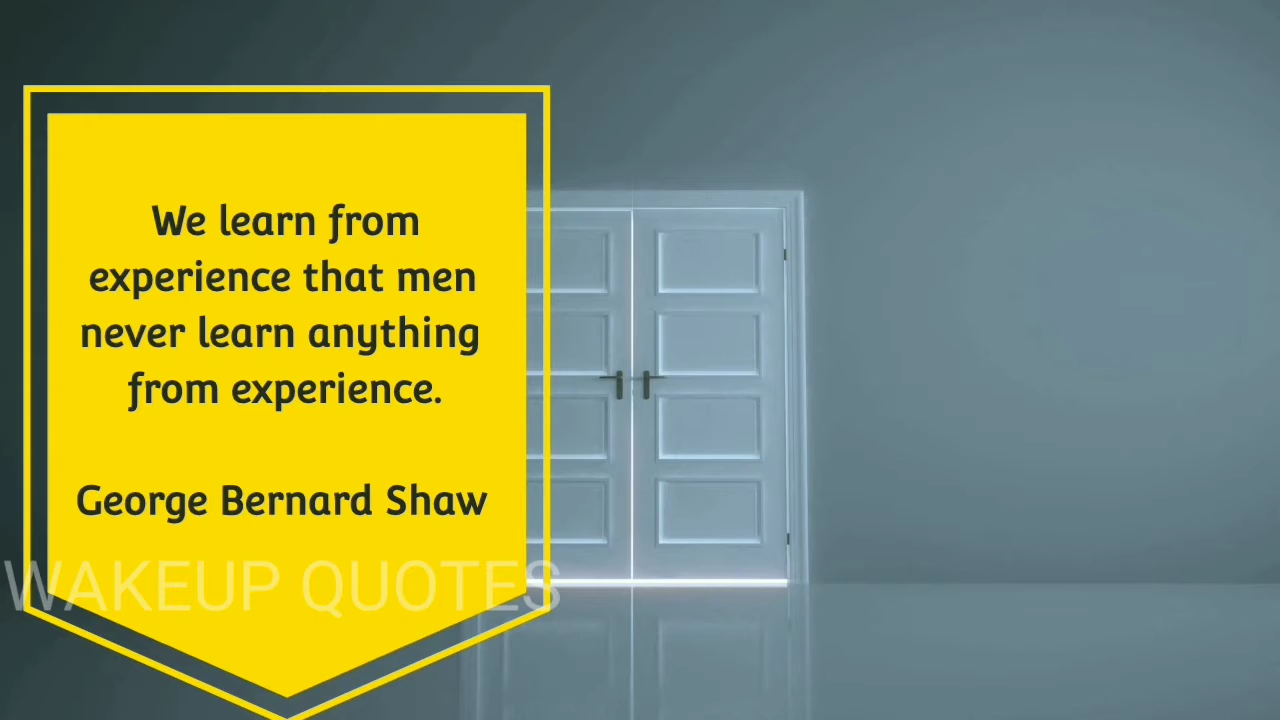 We learn from
experience that men
never learn anything
from experience.
George Bernard Shaw
WAKEUP QUOTES